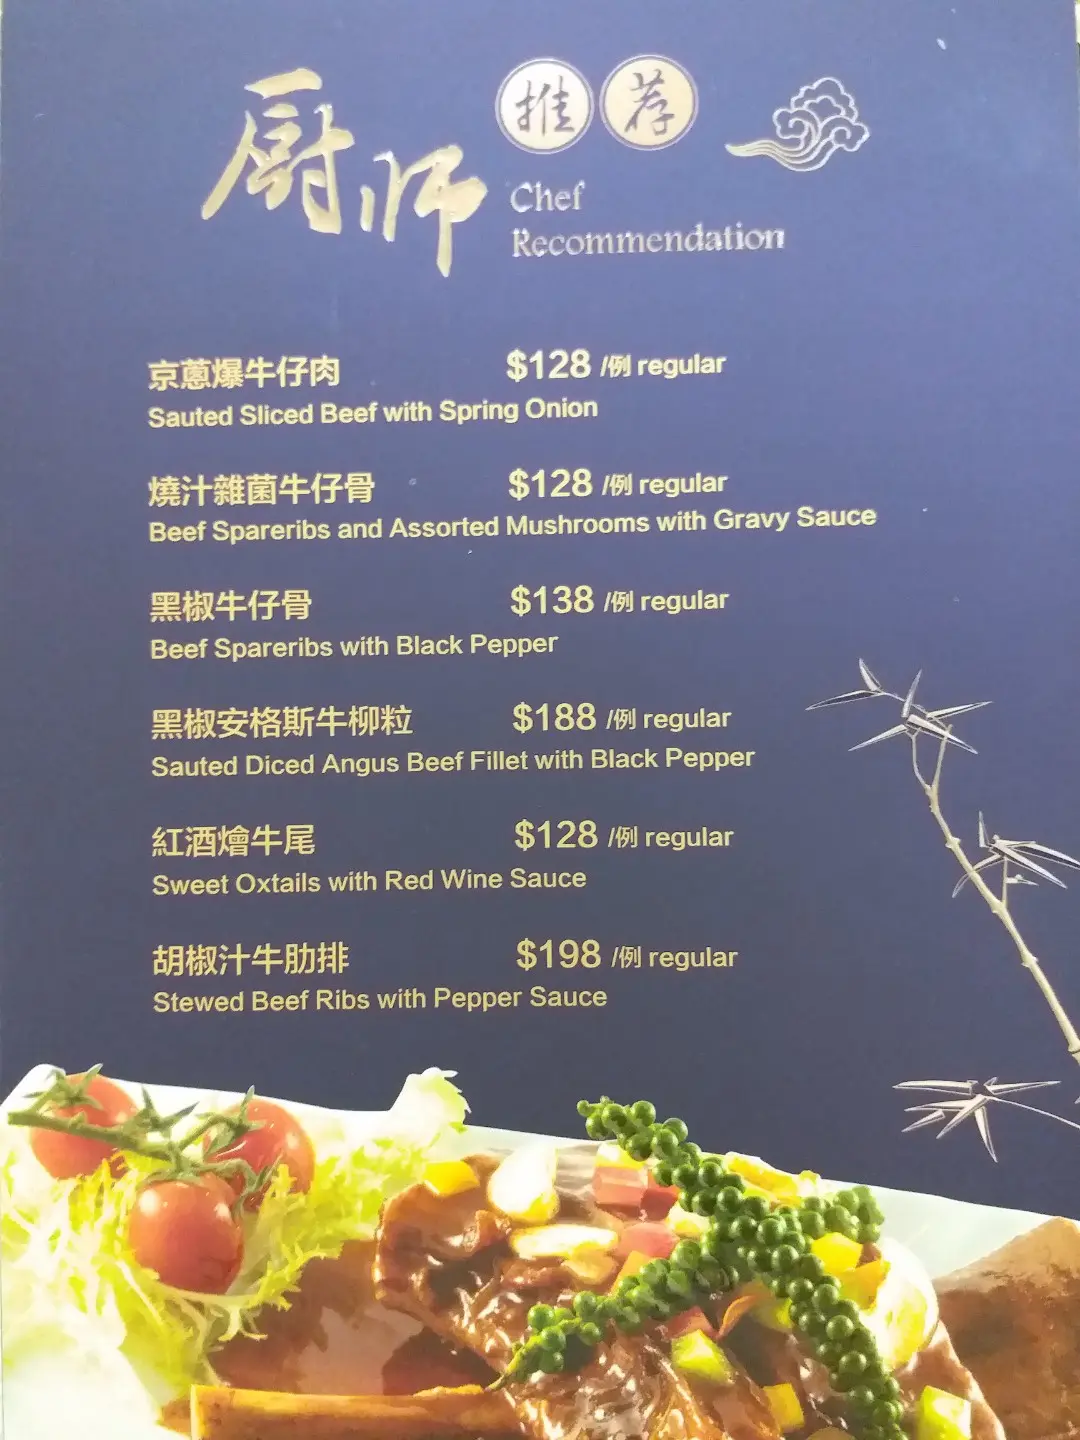 厨师 推荐
Chef
Recommendation
京蔥爆牛仔肉 $128 /例 regular
Sauted Sliced Beef with Spring Onion
燒汁雜菌牛仔骨 $128 /例 regular
Beef Spareribs and Assorted Mushrooms with Gravy Sauce
黑椒牛仔骨 $138 /例 regular
Beef Spareribs with Black Pepper
黑椒安格斯牛柳粒 $188 /例 regular
Sauted Diced Angus Beef Fillet with Black Pepper
紅酒燴牛尾 $128 /例 regular
Sweet Oxtails with Red Wine Sauce
胡椒汁牛肋排 $198 /例 regular
Stewed Beef Ribs with Pepper Sauce